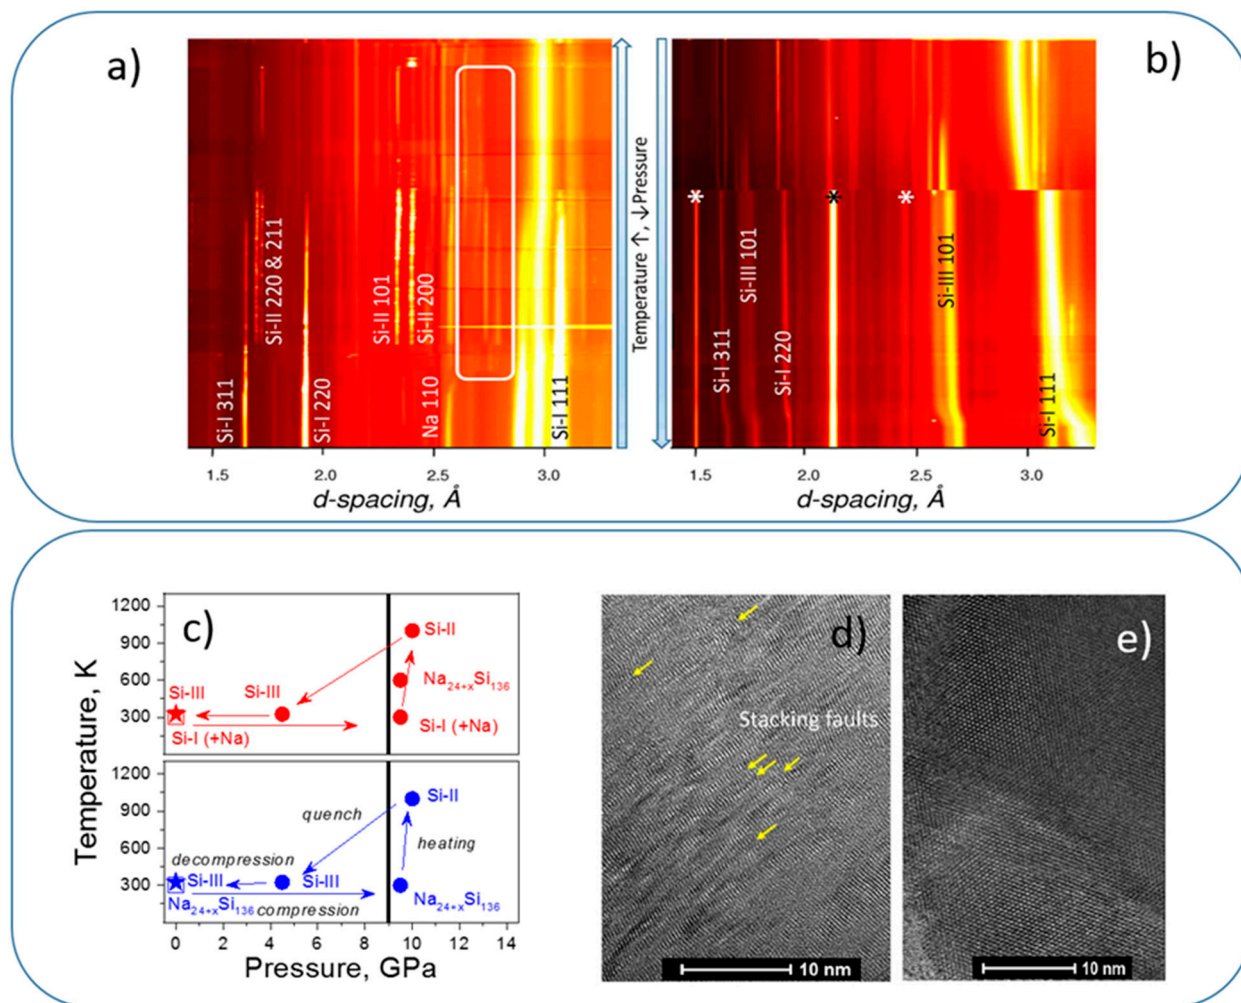 a)
Si-I 311
Si-II 220 & 211
Si-I 220
Si-II 101
Si-II 200
Na 110
Si-I 111
1.5 2.0 2.5 3.0
d-spacing, Å
Temperature ↑, ↓Pressure
b)
* * *
Si-I 311
Si-III 101
Si-I 220
Si-III 101
Si-I 111
1.5 2.0 2.5 3.0
d-spacing, Å
c)
Temperature, K
1200
900
600
300
Si-II
Na24+xSi136
Si-III
Si-III
Si-I (+Na)
Si-I (+Na)
1200
900
600
300
Si-II
quench
heating
decompression
Si-III
Si-III
Na24+xSi136
compression
Na24+xSi136
0 2 4 6 8 10 12 14
Pressure, GPa
d)
Stacking faults
10 nm
e)
10 nm